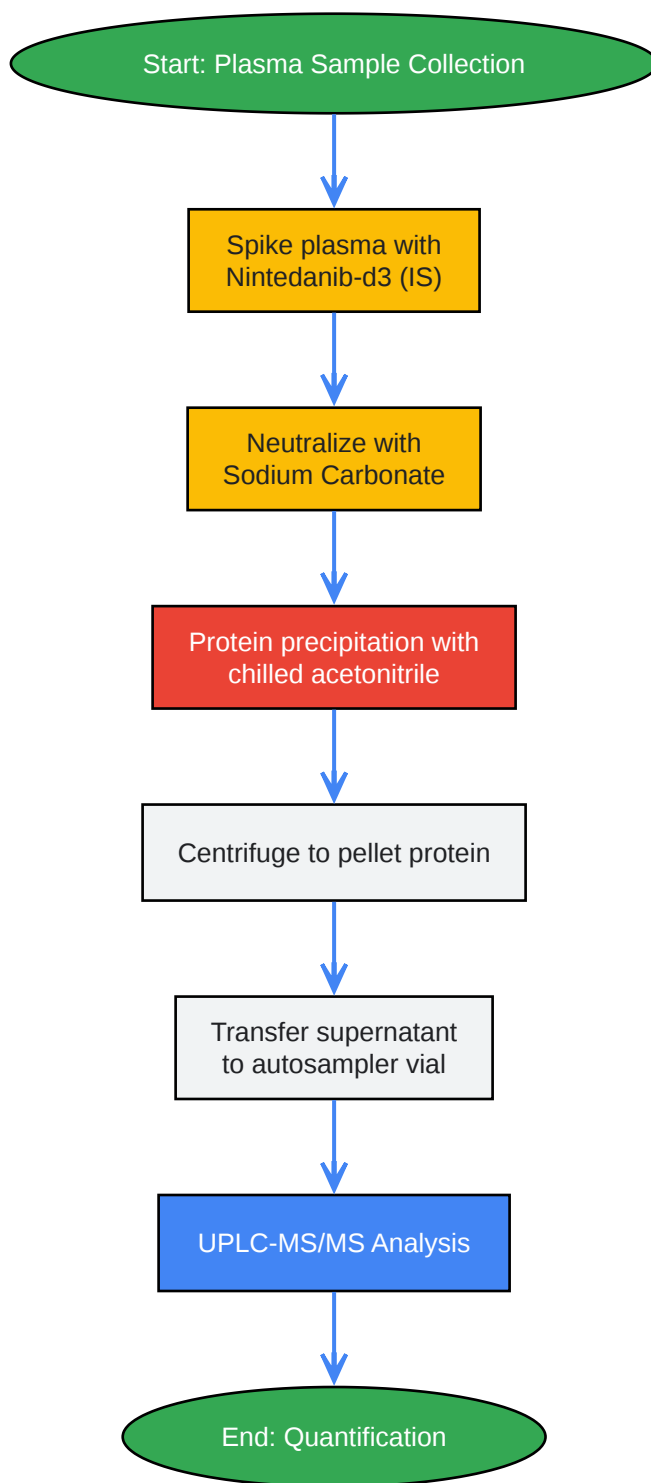 Start: Plasma Sample Collection
Spike plasma with
Nintedanib-d3 (IS)
Neutralize with
Sodium Carbonate
Protein precipitation with
chilled acetonitrile
Centrifuge to pellet protein
Transfer supernatant
to autosampler vial
UPLC-MS/MS Analysis
End: Quantification